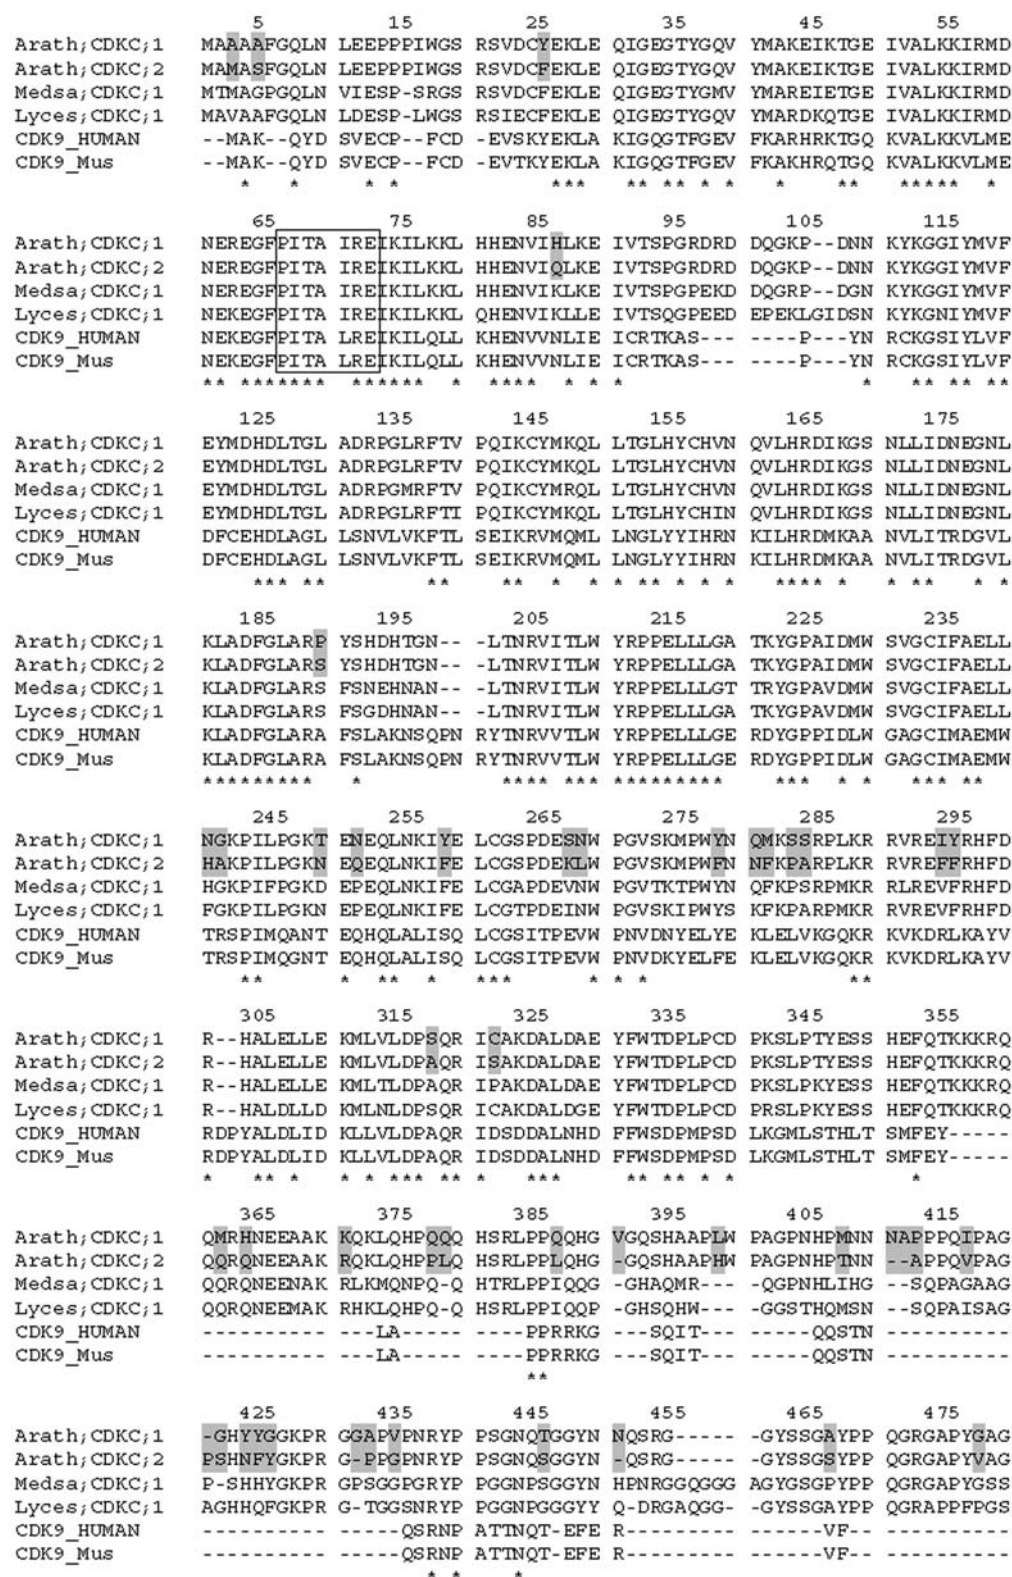 5 15 25 35 45 55
Arath;CDKC;1 MAAAAFGQLN LEEPPPIWGS RSVDCYEKLE QIGEGTYGQV YMAKEIKTGE IVALKKIRMD
Arath;CDKC;2 MAMASFGQLN LEEPPPIWGS RSVDCFEKLE QIGEGTYGQV YMAKEIKTGE IVALKKIRMD
Medsa;CDKC;1 MTMAGPGQLN VIESP-SRGS RSVDCFEKLE QIGEGTYGMV YMAREIETGE IVALKKIRMD
Lyces;CDKC;1 MAVAAFGQLN LDESP-LWGS RSIECFEKLE QIGEGTYGQV YMARDKQTGE IVALKKIRMD
CDK9_HUMAN --MAK--QYD SVECP--FCD -EVSKYEKLA KIGQGTFGEV FKARHRKTGQ KVALKKVLME
CDK9_Mus --MAK--QYD SVECP--FCD -EVTKYEKLA KIGQGTFGEV FKAKHRQTGQ KVALKKVLME
* * * * *** ** ** * * * ** **** *
65 75 85 95 105 115
Arath;CDKC;1 NEREGFPITA IREIKILKKL HHENVIHLKE IVTSPGRDRD DQGKP--DNN KYKGGIYMVF
Arath;CDKC;2 NEREGFPITA IREIKILKKL HHENVIQLKE IVTSPGRDRD DQGKP--DNN KYKGGIYMVF
Medsa;CDKC;1 NEREGFPITA IREIKILKKL HHENVIKLKE IVTSPGPEKD DQGRP--DGN KYKGGIYMVF
Lyces;CDKC;1 NEREGFPITA IREIKILKKL QHENVIKLLE IVTSQGPEED EPEKLGIDSN KYKGNIYMVF
CDK9_HUMAN NEKEGFPITA LREIKILQLL KHENVVNLIE ICRTKAS--- ----P---YN RCKGSIYLVF
CDK9_Mus NEKEGFPITA LREIKILQLL KHENVVNLIE ICRTKAS--- ----P---YN RCKGSIYLVF
** ******* ****** * **** * * * * ** ** **
125 135 145 155 165 175
Arath;CDKC;1 EYMDHDLTGL ADRPGLRFTV PQIKCYMKQL LTGLHYCHVN QVLHRDIKGS NLLIDNEGNL
Arath;CDKC;2 EYMDHDLTGL ADRPGLRFTV PQIKCYMKQL LTGLHYCHVN QVLHRDIKGS NLLIDNEGNL
Medsa;CDKC;1 EYMDHDLTGL ADRPGMRFTV PQIKCYMRQL LTGLHYCHVN QVLHRDIKGS NLLIDNEGNL
Lyces;CDKC;1 EYMDHDLTGL ADRPGLRFTI PQIKCYMKQL LTGLHYCHIN QVLHRDIKGS NLLIDNEGNL
CDK9_HUMAN DFCEHDLAGL LSNVLVKFTL SEIKRVMQML LNGLYYIHRN KILHRDMKAA NVLITRDGVL
CDK9_Mus DFCEHDLAGL LSNVLVKFTL SEIKRVMQML LNGLYYIHRN KILHRDMKAA NVLITRDGVL
*** ** ** ** * * * ** * * * **** * * ** * *
185 195 205 215 225 235
Arath;CDKC;1 KLADFGLARP YSHDHTGN-- -LTNRVITLW YRPPELLLGA TKYGPAIDMW SVGCIFAELL
Arath;CDKC;2 KLADFGLARS YSHDHTGN-- -LTNRVITLW YRPPELLLGA TKYGPAIDMW SVGCIFAELL
Medsa;CDKC;1 KLADFGLARS FSNEHNAN-- -LTNRVITLW YRPPELLLGT TRYGPAVDMW SVGCIFAELL
Lyces;CDKC;1 KLADFGLARS FSGDHNAN-- -LTNRVITLW YRPPELLLGA TKYGPAVDMW SVGCIFAELL
CDK9_HUMAN KLADFGLARA FSLAKNSQPN RYTNRVVTLW YRPPELLLGE RDYGPPIDLW GAGCIMAEMW
CDK9_Mus KLADFGLARA FSLAKNSQPN RYTNRVVTLW YRPPELLLGE RDYGPPIDLW GAGCIMAEMW
********* * **** *** ********* *** * * *** **
245 255 265 275 285 295
Arath;CDKC;1 NGKPILPGKT ENEQLNKIYE LCGSPDESNW PGVSKMPWYN QMKSSRPLKR RVREIYRHFD
Arath;CDKC;2 HAKPILPGKN EQEQLNKIFE LCGSPDEKLW PGVSKMPWFN NFKPARPLKR RVREFFRHFD
Medsa;CDKC;1 HGKPIFPGKD EPEQLNKIFE LCGAPDEVNW PGVTKTPWYN QFKPSRPMKR RLREVFRHFD
Lyces;CDKC;1 FGKPILPGKN EPEQLNKIFE LCGTPDEINW PGVSKIPWYS KFKPARPMKR RVREVFRHFD
CDK9_HUMAN TRSPIMQANT EQHQLALISQ LCGSITPEVW PNVDNYELYE KLELVKGQKR KVKDRLKAYV
CDK9_Mus TRSPIMQGNT EQHQLALISQ LCGSITPEVW PNVDKYELFE KLELVKGQKR KVKDRLKAYV
** * ** * *** * * * **
305 315 325 335 345 355
Arath;CDKC;1 R--HALELLE KMLVLDPSQR ICAKDALDAE YFWTDPLPCD PKSLPTYESS HEFQTKKKRQ
Arath;CDKC;2 R--HALELLE KMLVLDPAQR ISAKDALDAE YFWTDPLPCD PKSLPTYESS HEFQTKKKRQ
Medsa;CDKC;1 R--HALELLE KMLTLDPAQR IPAKDALDAE YFWTDPLPCD PKSLPKYESS HEFQTKKKRQ
Lyces;CDKC;1 R--HALDLLD KMLNLDPSQR ICAKDALDGE YFWTDPLPCD PRSLPKYESS HEFQTKKKRQ
CDK9_HUMAN RDPYALDLID KLLVLDPAQR IDSDDALNHD FFWSDPMPSD LKGMLSTHLT SMFEY-----
CDK9_Mus RDPYALDLID KLLVLDPAQR IDSDDALNHD FFWSDPMPSD LKGMLSTHLT SMFEY-----
* ** * * * *** ** * *** ** ** * * *
365 375 385 395 405 415
Arath;CDKC;1 QMRHNEEAAK KQKLQHPQQQ HSRLPPQQHG VGQSHAAPLW PAGPNHPMNN NAPPPQIPAG
Arath;CDKC;2 QQRQNEEAAK RQKLQHPPLQ HSRLPPLQHG -GQSHAAPHW PAGPNHPTNN --APPQVPAG
Medsa;CDKC;1 QQRQNEENAK RLKMQNPQ-Q HTRLPPIQQG -GHAQMR--- -QGPNHLIHG --SQPAGAAG
Lyces;CDKC;1 QQRQNEEMAK RHKLQHPQ-Q HSRLPPIQQP -GHSQHW--- -GGSTHQMSN --SQPAISAG
CDK9_HUMAN ---------- ---LA----- ----PPRRKG ---SQIT--- ----QQSTN- ----------
CDK9_Mus ---------- ---LA----- ----PPRRKG ---SQIT--- ----QQSTN- ----------
**
425 435 445 455 465 475
Arath;CDKC;1 -GHYYGGKPR GGAPVPNRYP PSGNQTGGYN NQSRG----- -GYSSGAYPP QGRGAPYGAG
Arath;CDKC;2 PSHNFYGKPR G-PPGPNRYP PSGNQSGGYN -QSRG----- -GYSSGSYPP QGRGAPYVAG
Medsa;CDKC;1 P-SHHYGKPR GPSGGPGRYP PGGNPSGGYN HPNRGGQGGG AGYGSGPYPP QGRGAPYGSS
Lyces;CDKC;1 AGHHQFGKPR G-TGGSNRYP PGGNPGGGYY Q-DRGAQGG- -GYSSGAYPP QGRAPPFPGS
CDK9_HUMAN ---------- -----QSRNP ATTNQT-EFE R--------- ------VF-- ----------
CDK9_Mus ---------- -----QSRNP ATTNQT-EFE R--------- ------VF-- ----------
* * *